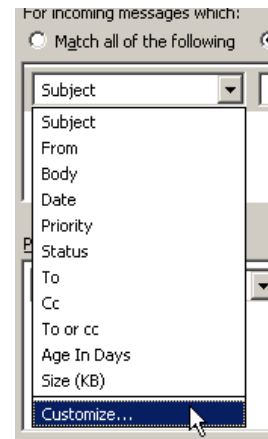 For incoming messages which:
Match all of the following
Subject
Subject
From
Body
Date
Priority
Status
To
Cc
To or cc
Age In Days
Size (KB)
Customize...